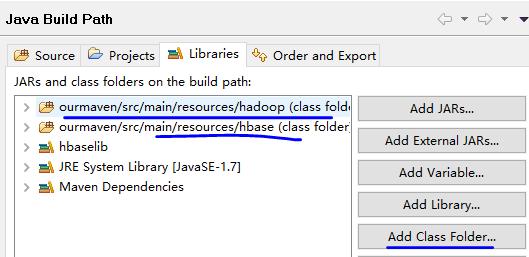 Java Build Path
Source
Projects
Libraries
Order and Export
JARs and class folders on the build path:
ourmaven/src/main/resources/hadoop (class folde
ourmaven/src/main/resources/hbase (class folder)
hbaselib
JRE System Library [JavaSE-1.7]
Maven Dependencies
Add JARs...
Add External JARs...
Add Variable...
Add Library...
Add Class Folder...